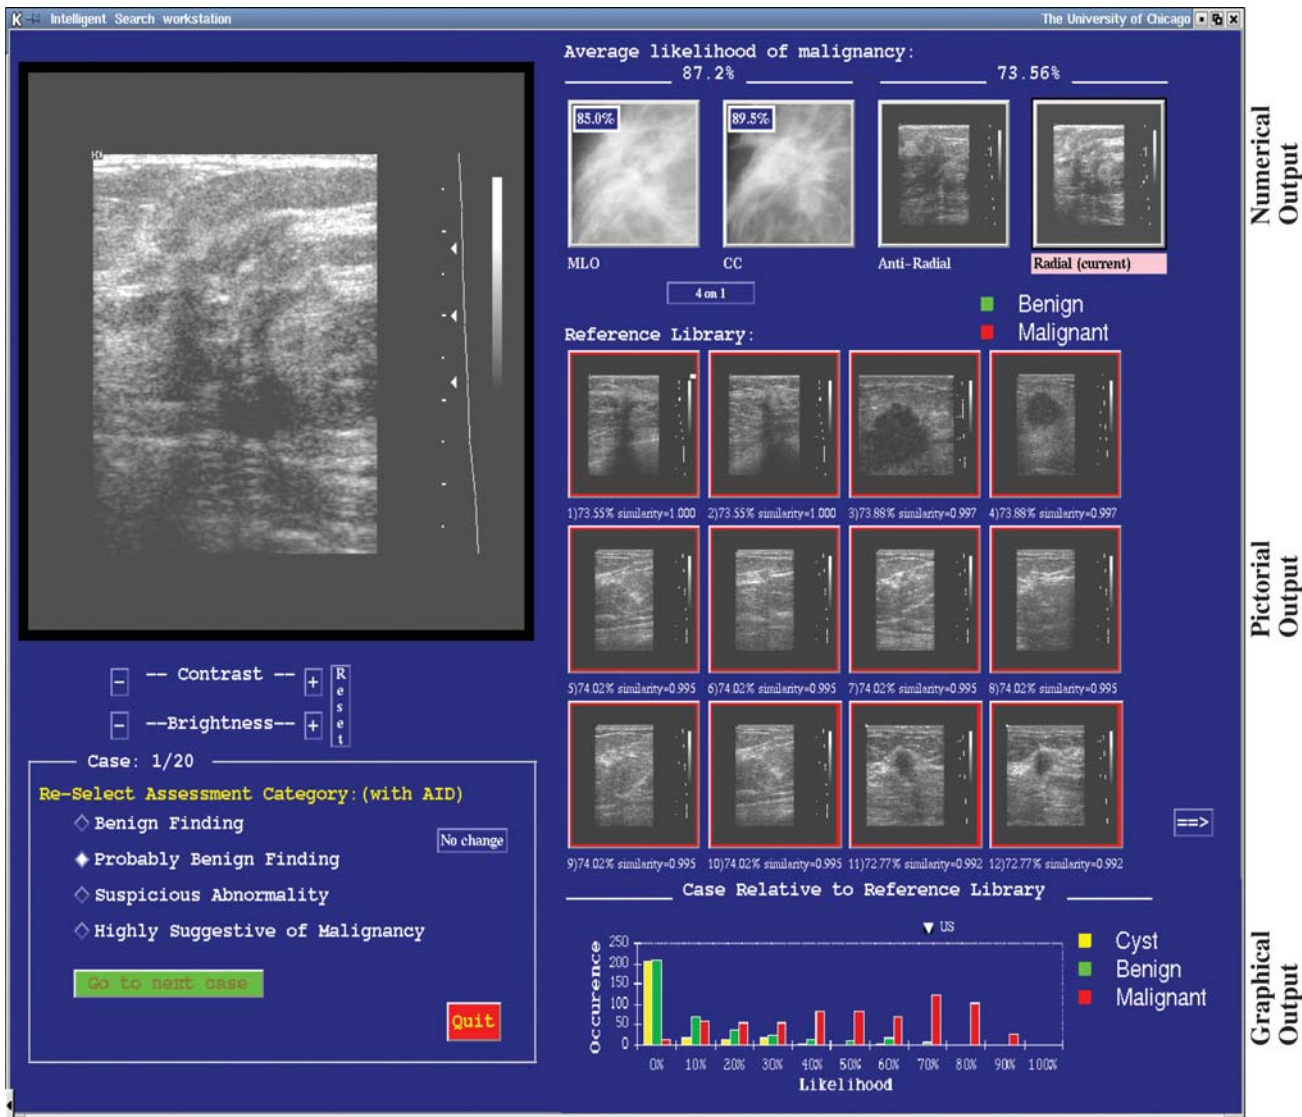 Intelligent Search workstation
The University of Chicago
Average likelihood of malignancy:
87.2%
73.56%
85.0%
89.5%
MLO
CC
Anti-Radial
Radial (current)
4 on 1
Benign
Malignant
Reference Library:
1)73.55% similarity=1.000
2)73.55% similarity=1.000
3)73.88% similarity=0.997
4)73.88% similarity=0.997
5)74.02% similarity=0.995
6)74.02% similarity=0.995
7)74.02% similarity=0.995
8)74.02% similarity=0.995
9)74.02% similarity=0.995
10)74.02% similarity=0.995
11)72.77% similarity=0.992
12)72.77% similarity=0.992
==>
-- Contrast --
- +
--Brightness--
- +
Reset
Case: 1/20
Re-Select Assessment Category:(with AID)
Benign Finding
Probably Benign Finding
Suspicious Abnormality
Highly Suggestive of Malignancy
No change
Go to next case
Quit
Case Relative to Reference Library
US
Occurence
250
200
150
100
50
0
0% 10% 20% 30% 40% 50% 60% 70% 80% 90% 100%
Likelihood
Cyst
Benign
Malignant
Numerical
Output
Pictorial
Output
Graphical
Output